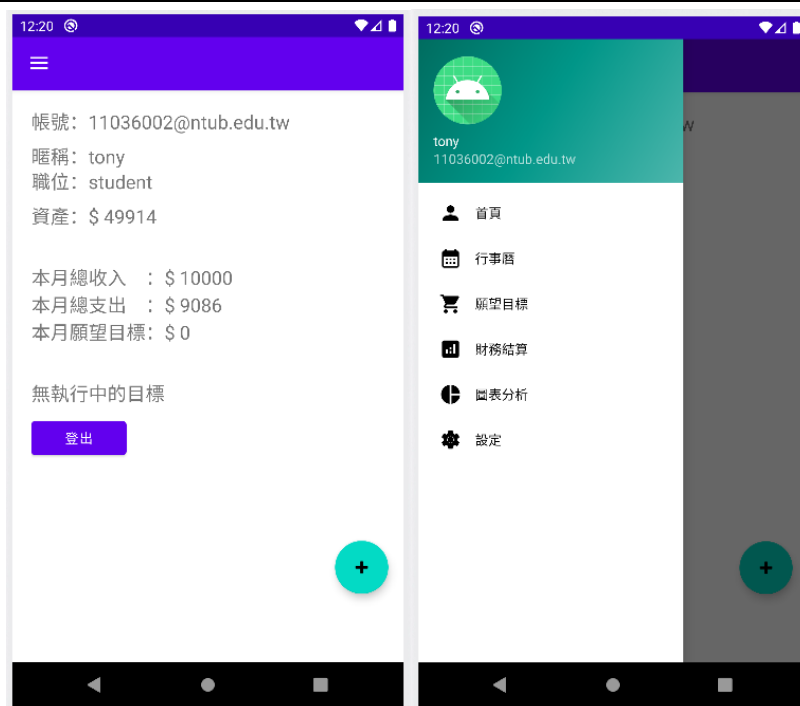 12:20
帳號：11036002@ntub.edu.tw
暱稱：tony
職位：student
資產：$ 49914
本月總收入 ：$ 10000
本月總支出 ：$ 9086
本月願望目標：$ 0
無執行中的目標
登出
+
12:20
tony
11036002@ntub.edu.tw
w
首頁
行事曆
願望目標
財務結算
圖表分析
設定
+